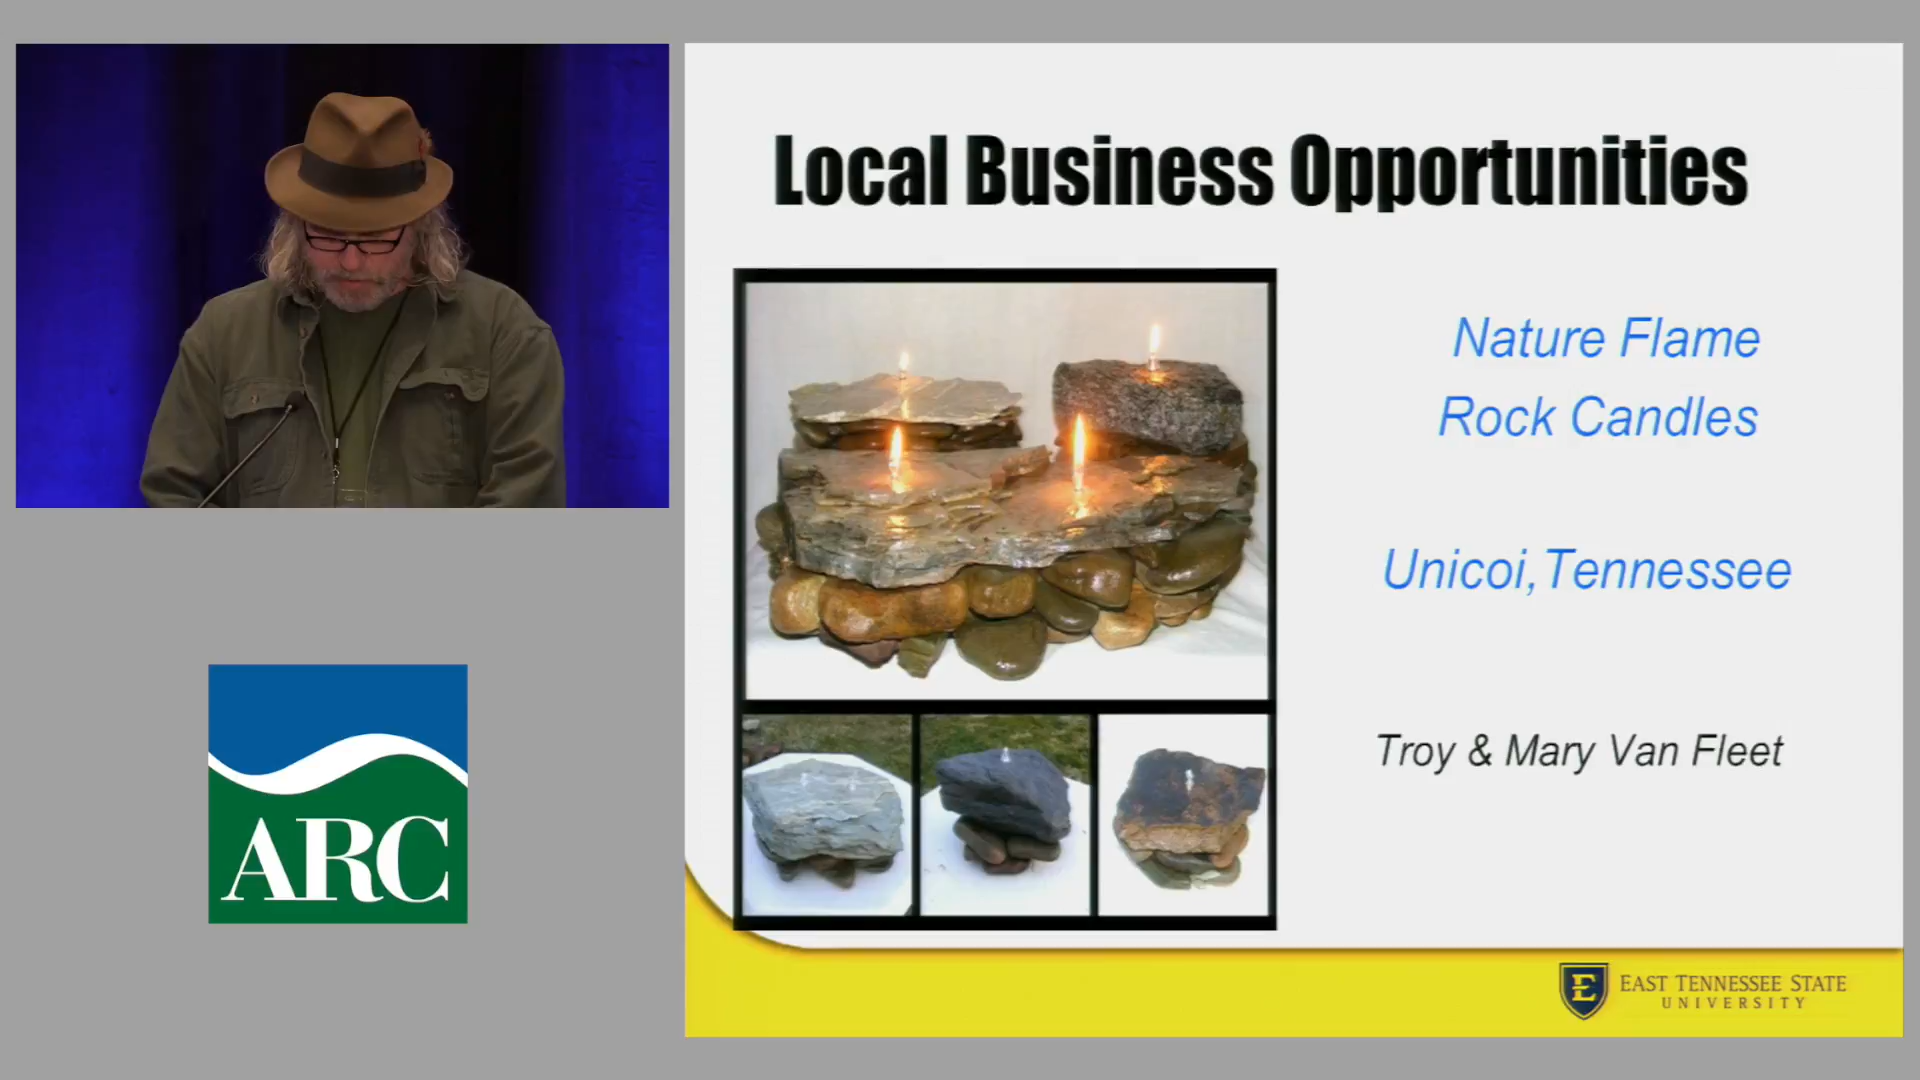 Local Business Opportunities
Nature Flame
Rock Candles
Unicoi,Tennessee
Troy & Mary Van Fleet
ARC
E
EAST TENNESSEE STATE
UNIVERSITY